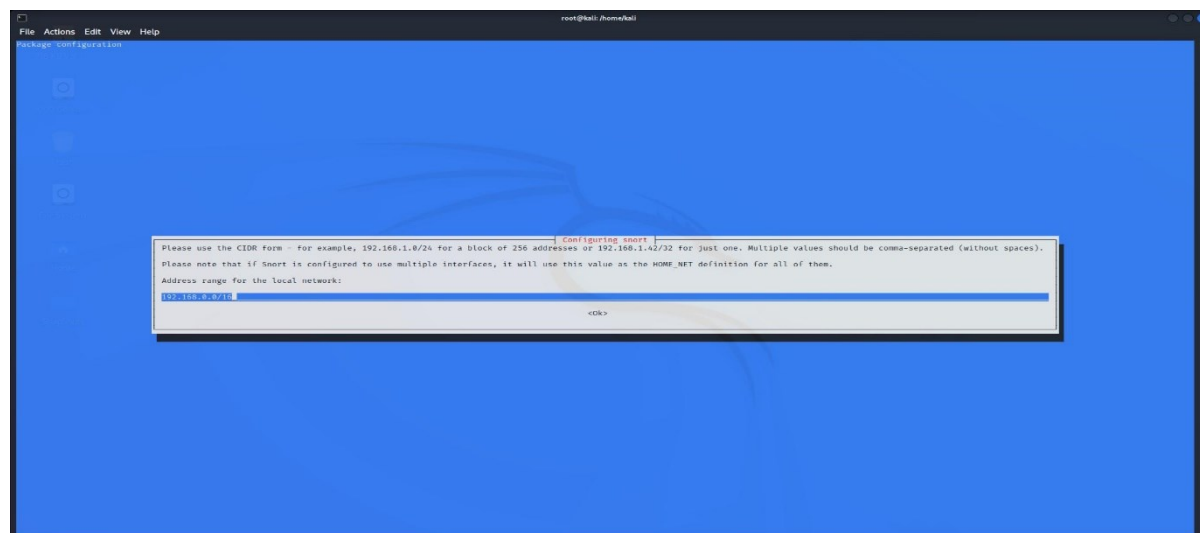 root@kali: /home/kali
File Actions Edit View Help
Package configuration
Configuring snort
Please use the CIDR form - for example, 192.168.1.0/24 for a block of 256 addresses or 192.168.1.42/32 for just one. Multiple values should be comma-separated (without spaces).
Please note that if Snort is configured to use multiple interfaces, it will use this value as the HOME_NET definition for all of them.
Address range for the local network:
192.168.0.0/16
<Ok>